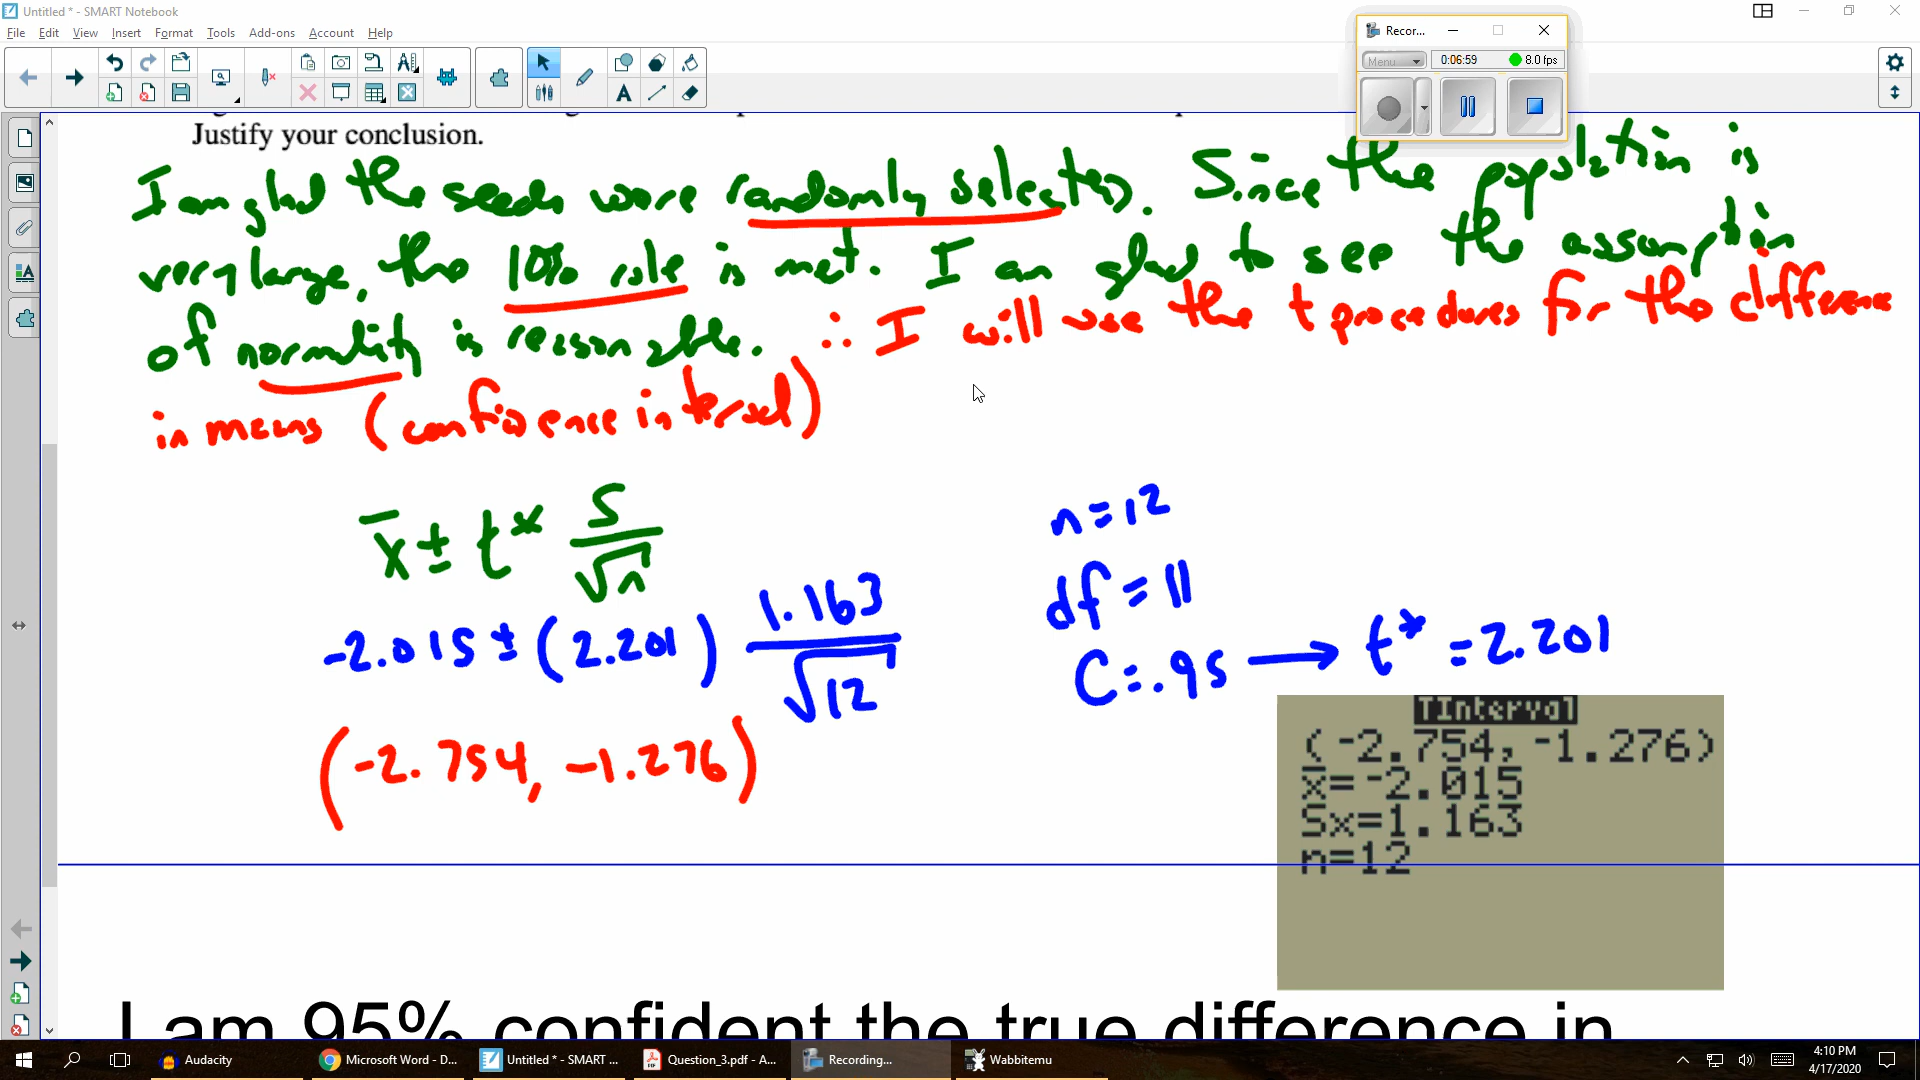 Untitled * - SMART Notebook
File Edit View Insert Format Tools Add-ons Account Help
Recor...
Menu 0:06:59 8.0 fps
Justify your conclusion.
I am glad the seeds were randomly selected. Since the population is
very large, the 10% rule is met. I am glad to see the assumption
of normality is reasonable. ∴ I will use the t procedures for the difference
in means (confidence interval)
x̄ ± t* s/√n
n=12
df = 11
-2.015 ± (2.201) 1.163/√12
C=.95 → t* = 2.201
(-2.754, -1.276)
TInterval
(-2.754, -1.276)
x̄=-2.015
Sx=1.163
n=12
I am 95% confident the true difference in
Audacity
Microsoft Word - D...
Untitled * - SMART ...
Question_3.pdf - A...
Recording...
Wabbitemu
4:10 PM
4/17/2020